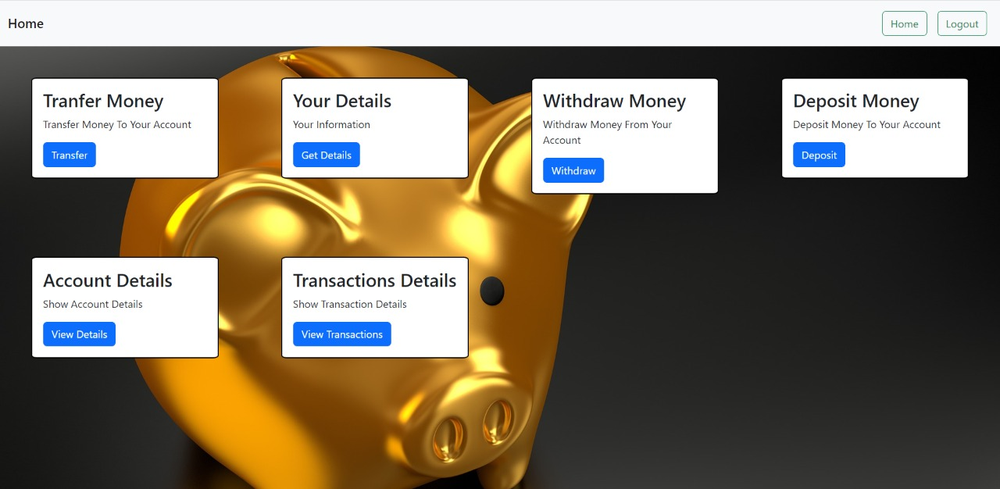 Home
Home
Logout
Tranfer Money
Transfer Money To Your Account
Transfer
Your Details
Your Information
Get Details
Withdraw Money
Withdraw Money From Your
Account
Withdraw
Deposit Money
Deposit Money To Your Account
Deposit
Account Details
Show Account Details
View Details
Transactions Details
Show Transaction Details
View Transactions